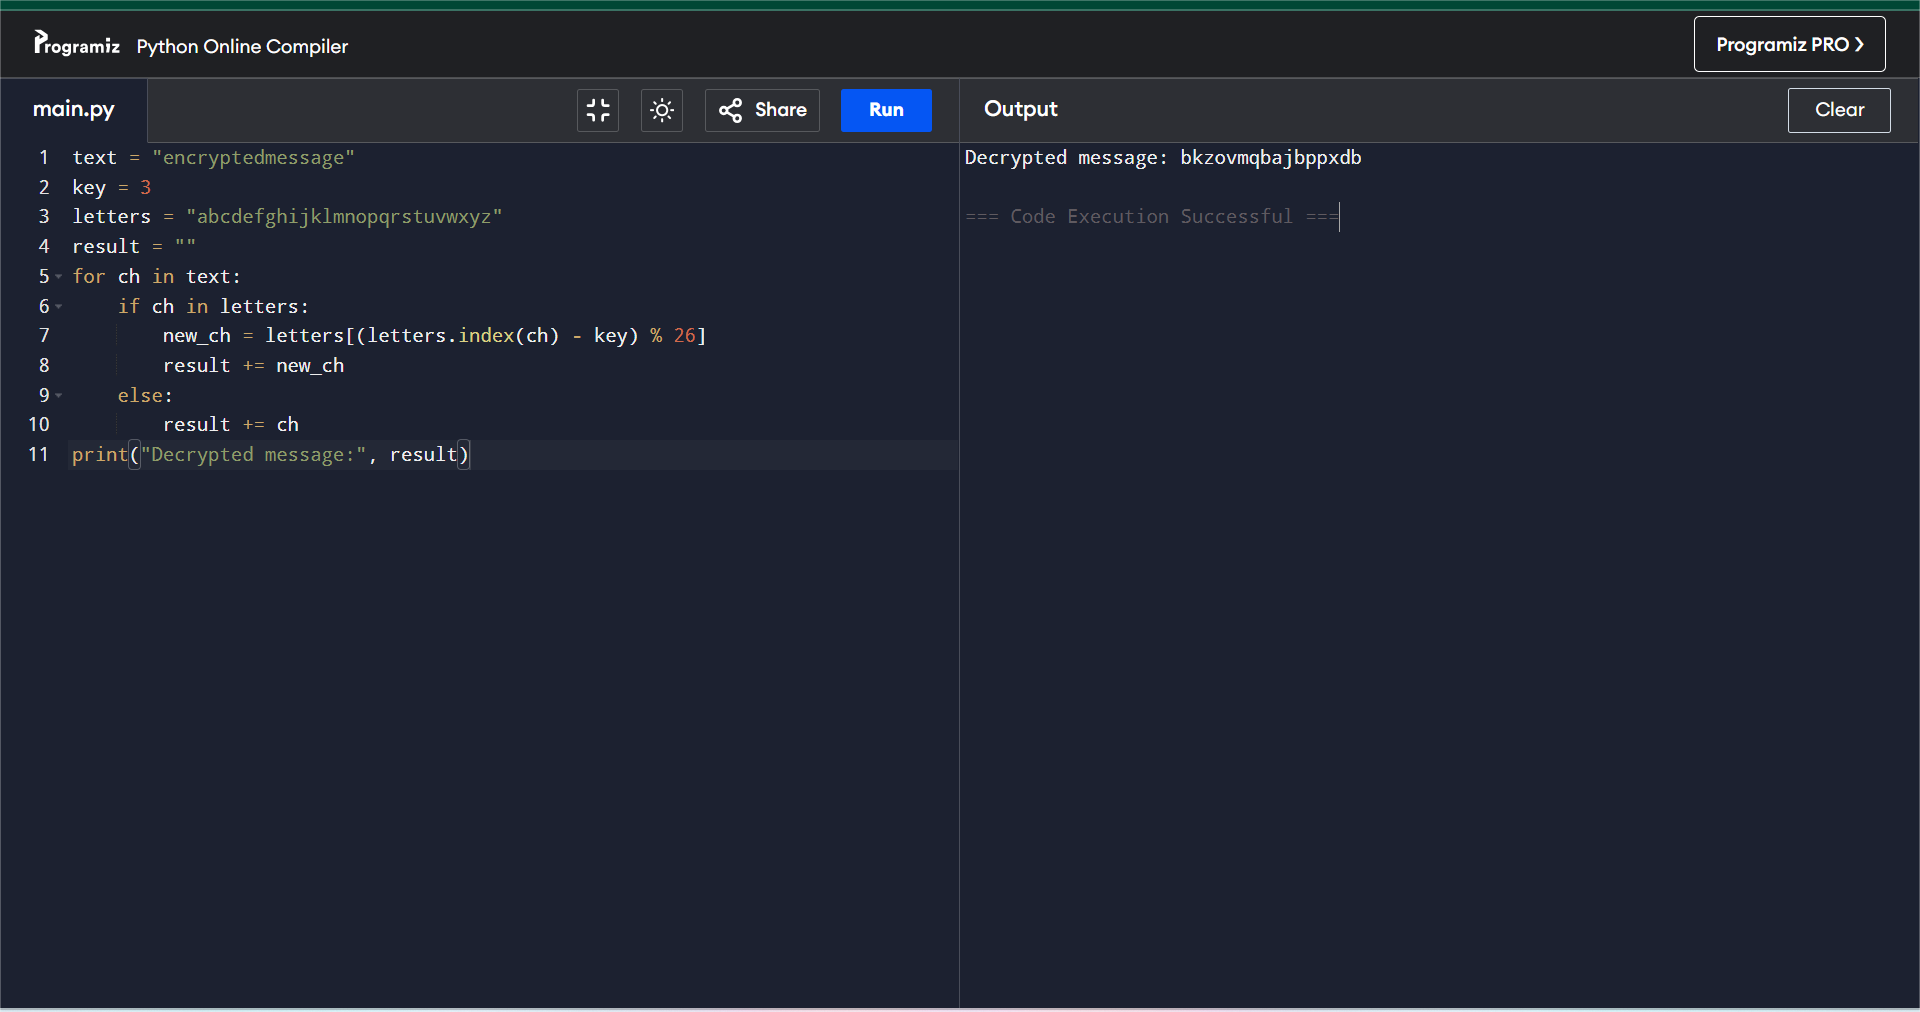 Programiz Python Online Compiler
Programiz PRO ❯
main.py
Share
Run
Output
Clear
1 text = "encryptedmessage"
2 key = 3
3 letters = "abcdefghijklmnopqrstuvwxyz"
4 result = ""
5 for ch in text:
6     if ch in letters:
7         new_ch = letters[(letters.index(ch) - key) % 26]
8         result += new_ch
9     else:
10         result += ch
11 print("Decrypted message:", result)
Decrypted message: bkzovmqbajbppxdb
=== Code Execution Successful ===